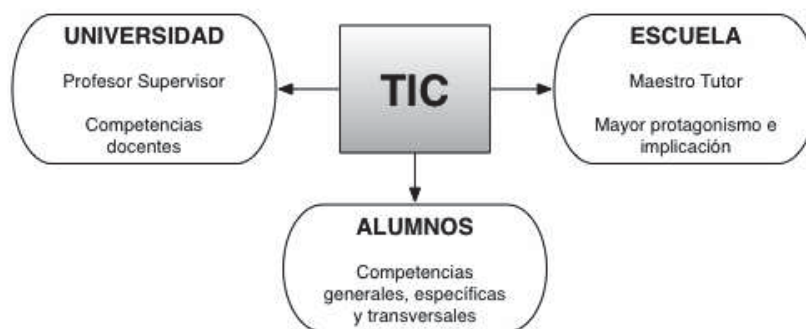 UNIVERSIDAD
Profesor Supervisor
Competencias
docentes
TIC
ESCUELA
Maestro Tutor
Mayor protagonismo e
implicación
ALUMNOS
Competencias
generales, específicas
y transversales